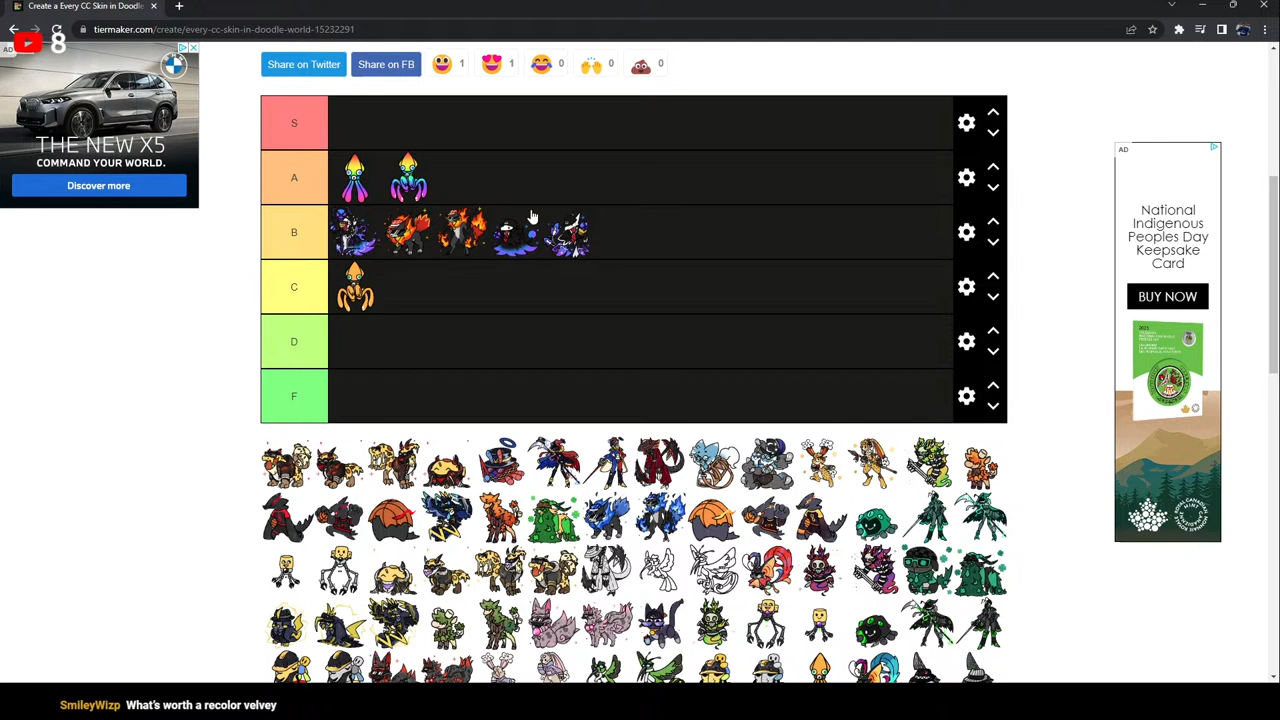 Create a Every CC Skin in Doodle
tiermaker.com/create/every-cc-skin-in-doodle-world-15232291
8
AD
THE NEW X5
COMMAND YOUR WORLD.
Discover more
Share on Twitter
Share on FB
1
1
0
0
0
S
A
B
C
D
F
AD
National
Indigenous
Peoples Day
Keepsake
Card
BUY NOW
SmileyWizp What's worth a recolor velvey